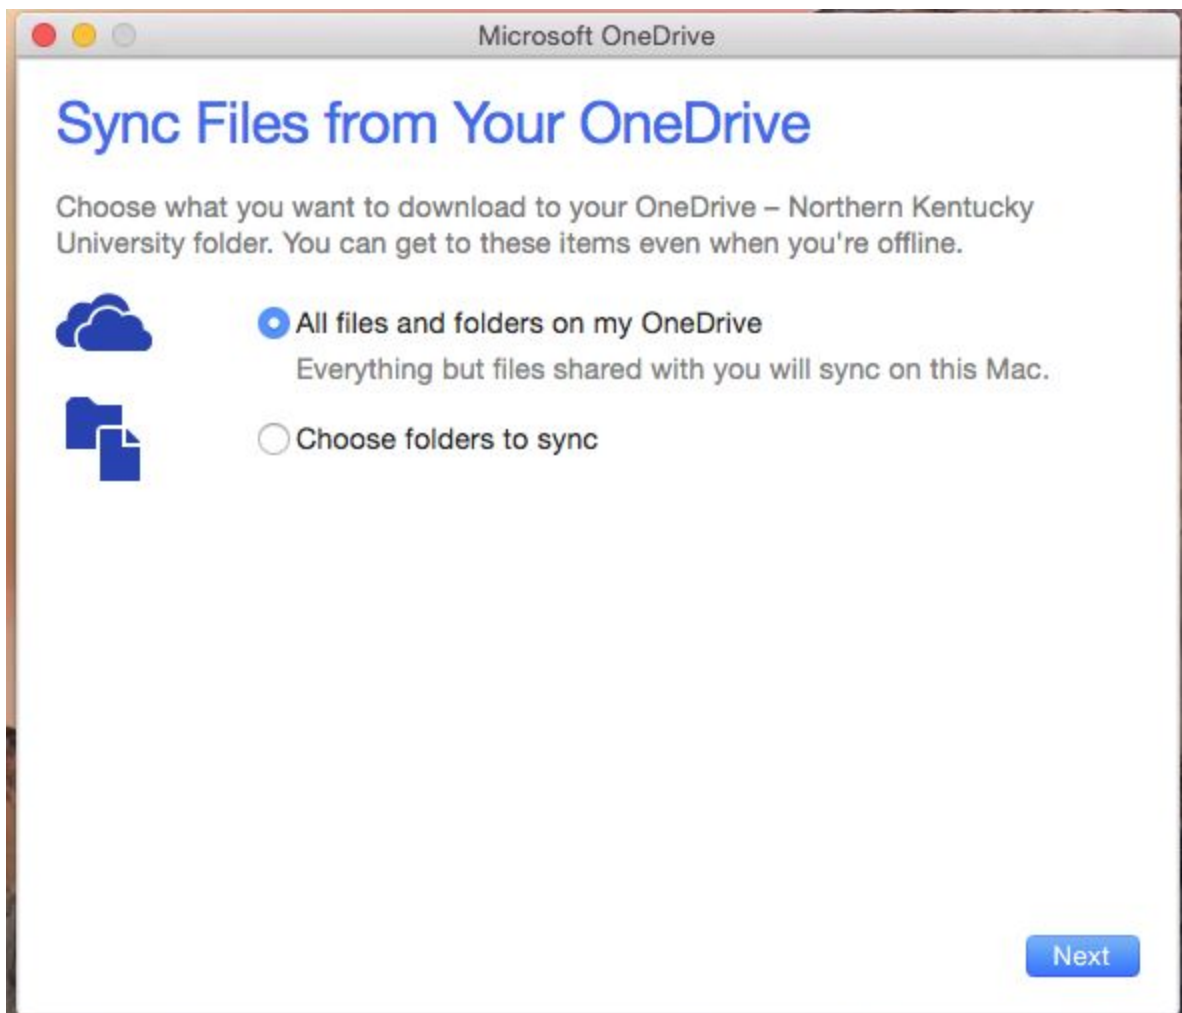 Microsoft OneDrive
Sync Files from Your OneDrive
Choose what you want to download to your OneDrive – Northern Kentucky
University folder. You can get to these items even when you're offline.
All files and folders on my OneDrive
Everything but files shared with you will sync on this Mac.
Choose folders to sync
Next